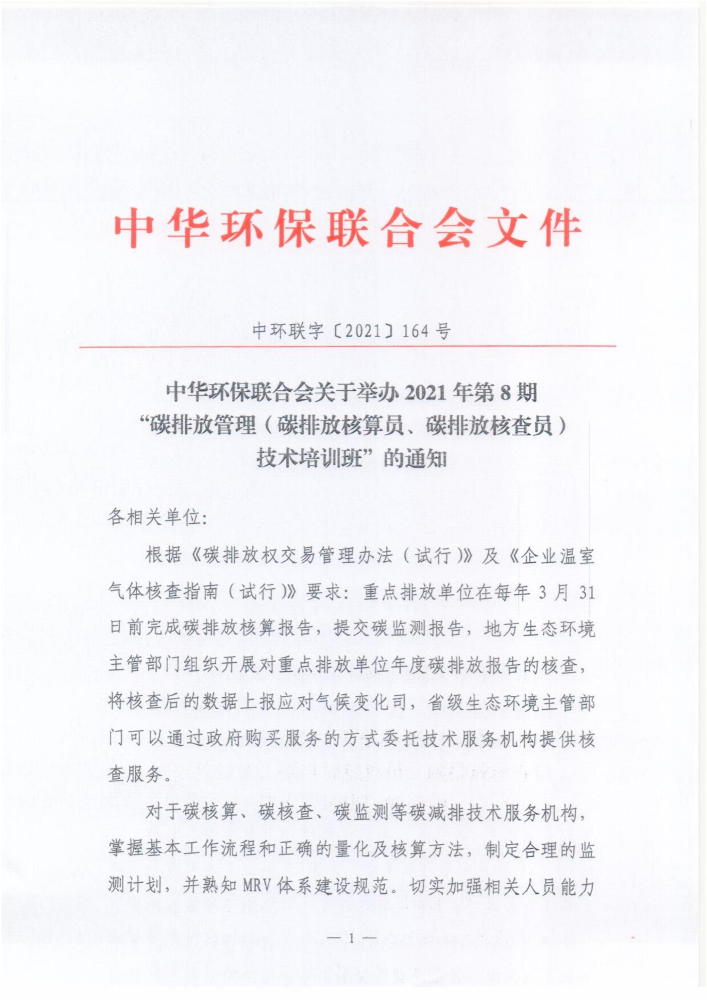 中华环保联合会文件
中环联字〔2021〕164 号
中华环保联合会关于举办 2021 年第 8 期
“碳排放管理（碳排放核算员、碳排放核查员）
技术培训班”的通知
各相关单位：
根据《碳排放权交易管理办法（试行）》及《企业温室
气体核查指南（试行）》要求：重点排放单位在每年 3 月 31
日前完成碳排放核算报告，提交碳监测报告，地方生态环境
主管部门组织开展对重点排放单位年度碳排放报告的核查，
将核查后的数据上报应对气候变化司，省级生态环境主管部
门可以通过政府购买服务的方式委托技术服务机构提供核
查服务。
对于碳核算、碳核查、碳监测等碳减排技术服务机构，
掌握基本工作流程和正确的量化及核算方法，制定合理的监
测计划，并熟知 MRV 体系建设规范。切实加强相关人员能力
— 1 —